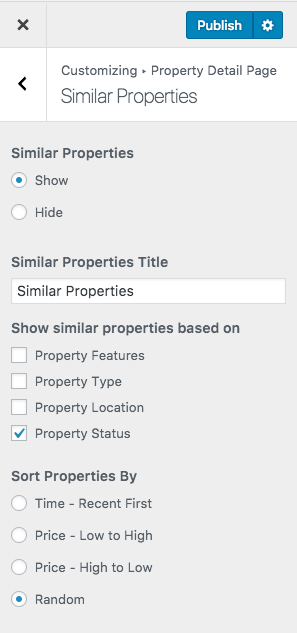 Publish
Customizing ▸ Property Detail Page
Similar Properties
Similar Properties
Show
Hide
Similar Properties Title
Similar Properties
Show similar properties based on
Property Features
Property Type
Property Location
Property Status
Sort Properties By
Time - Recent First
Price - Low to High
Price - High to Low
Random